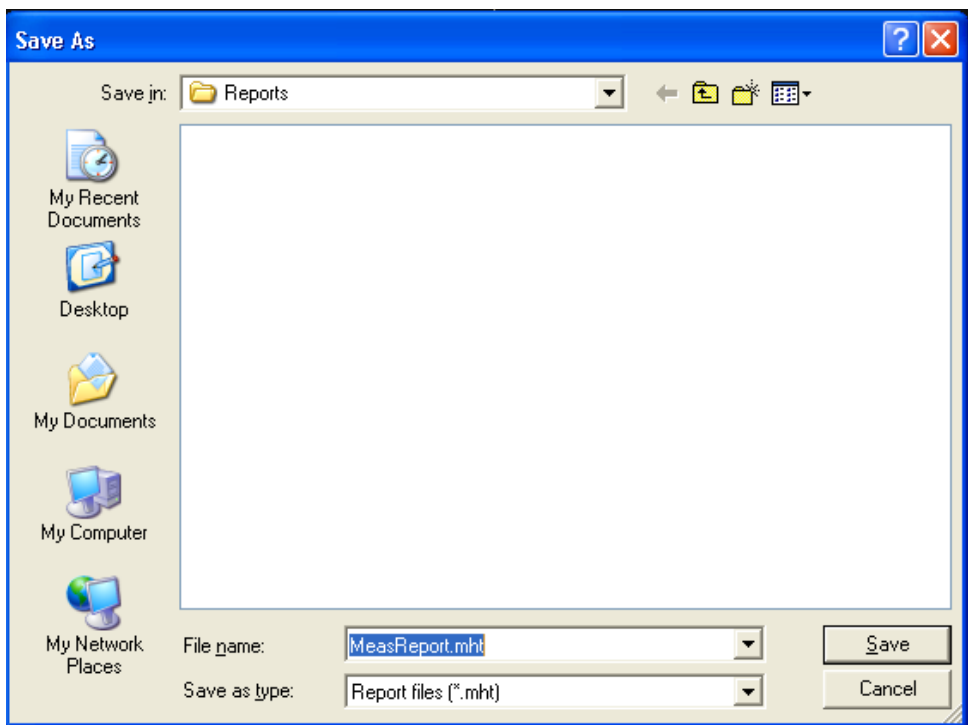 Save As
Save in:
Reports
My Recent
Documents
Desktop
My Documents
My Computer
My Network
Places
File name:
MeasReport.mht
Save
Save as type:
Report files (*.mht)
Cancel